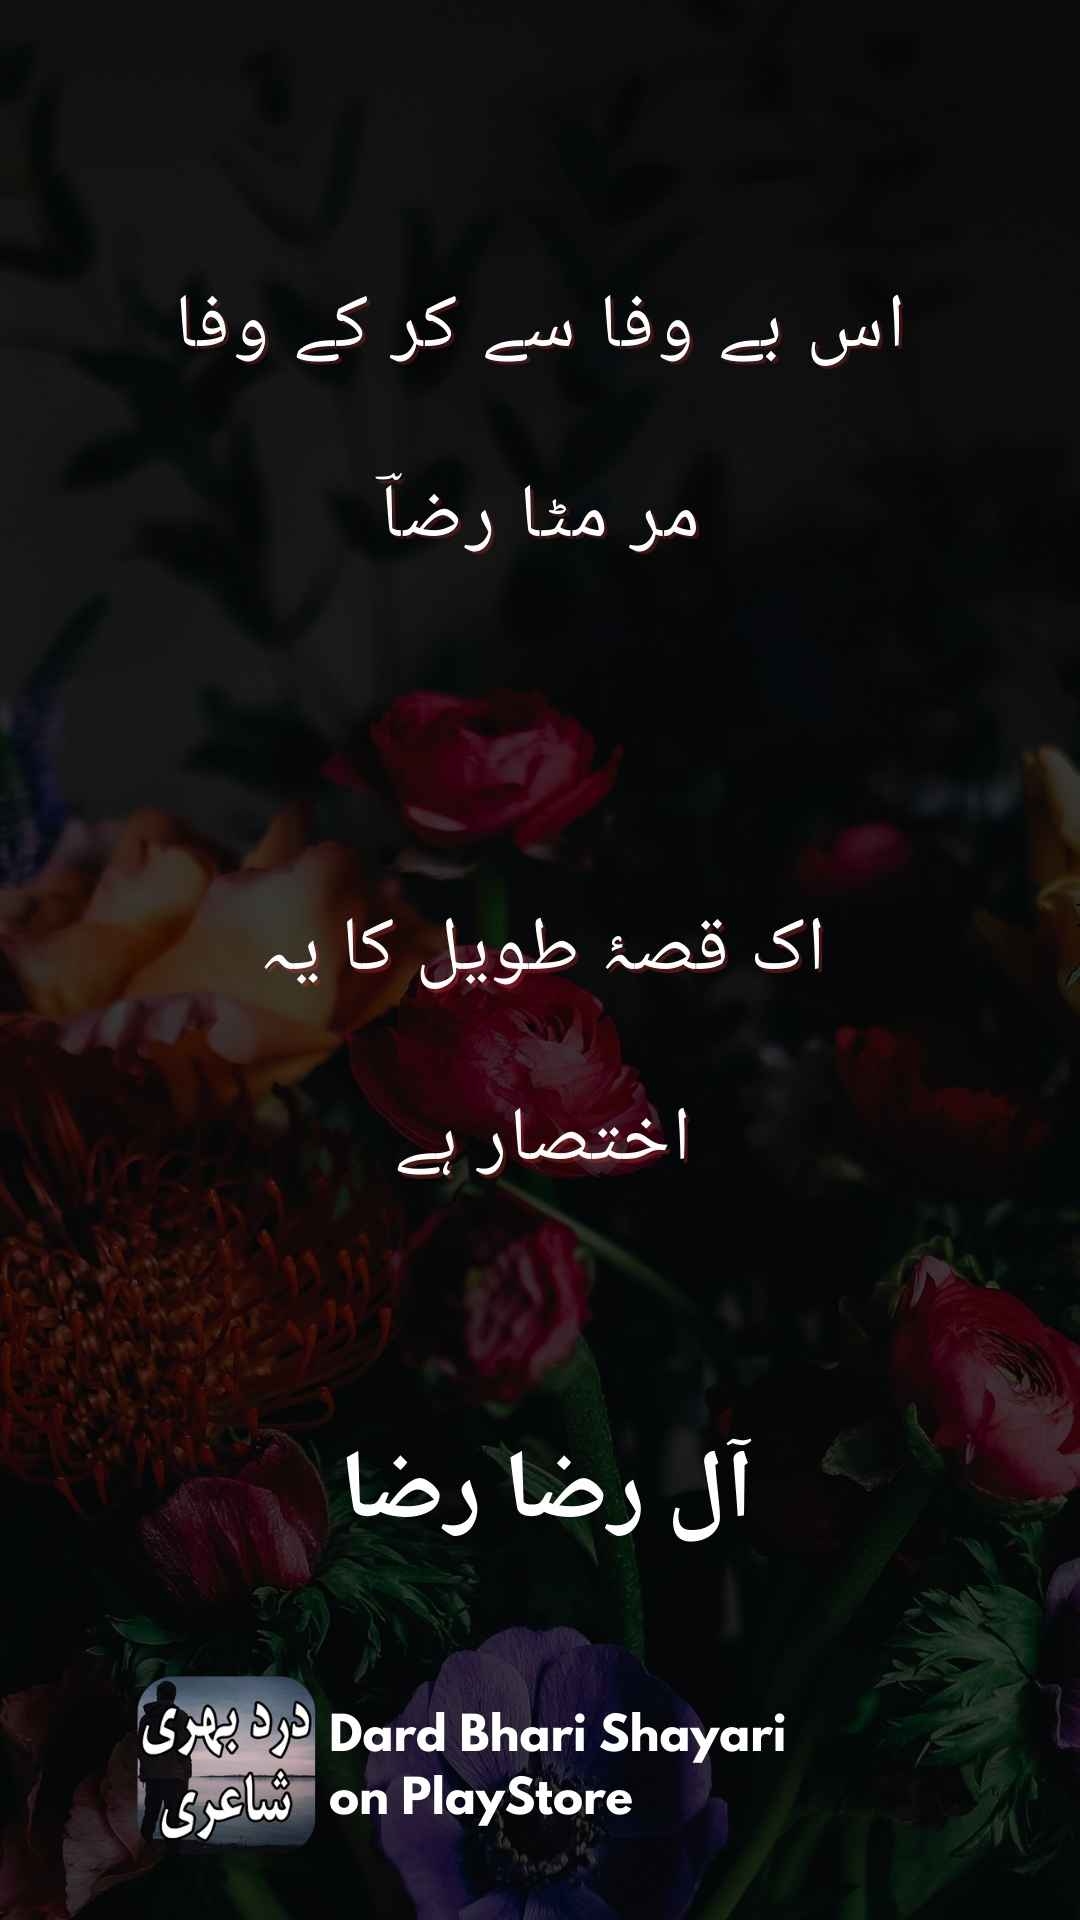 اس بے وفا سے کر کے وفا
مر مٹا رضاؔ
اک قصۂ طویل کا یہ
اختصار ہے
آل رضا رضا
درد بھری
شاعری
Dard Bhari Shayari
on PlayStore